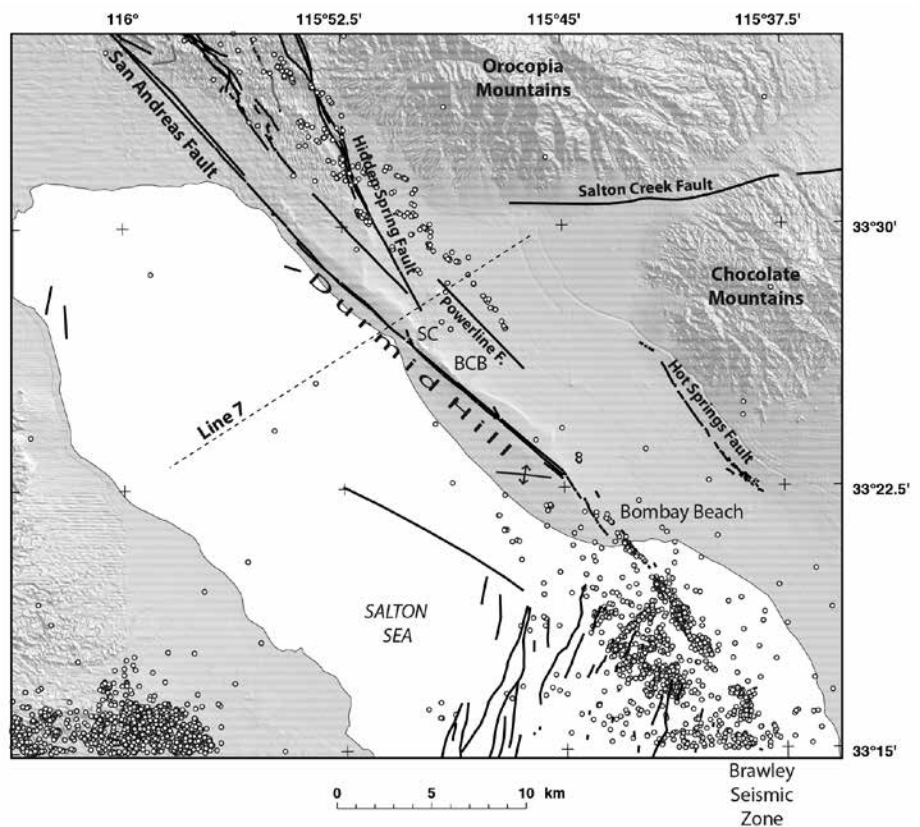 116° 115°52.5' 115°45' 115°37.5'
San Andreas Fault
Orocopia
Mountains
Hidden Spring Fault
Salton Creek Fault
33°30'
Chocolate
Mountains
Durmid Hill
SC
Powerline F.
BCB
Line 7
Hot Springs Fault
33°22.5'
Bombay Beach
SALTON
SEA
33°15'
0 5 10 km
Brawley
Seismic
Zone